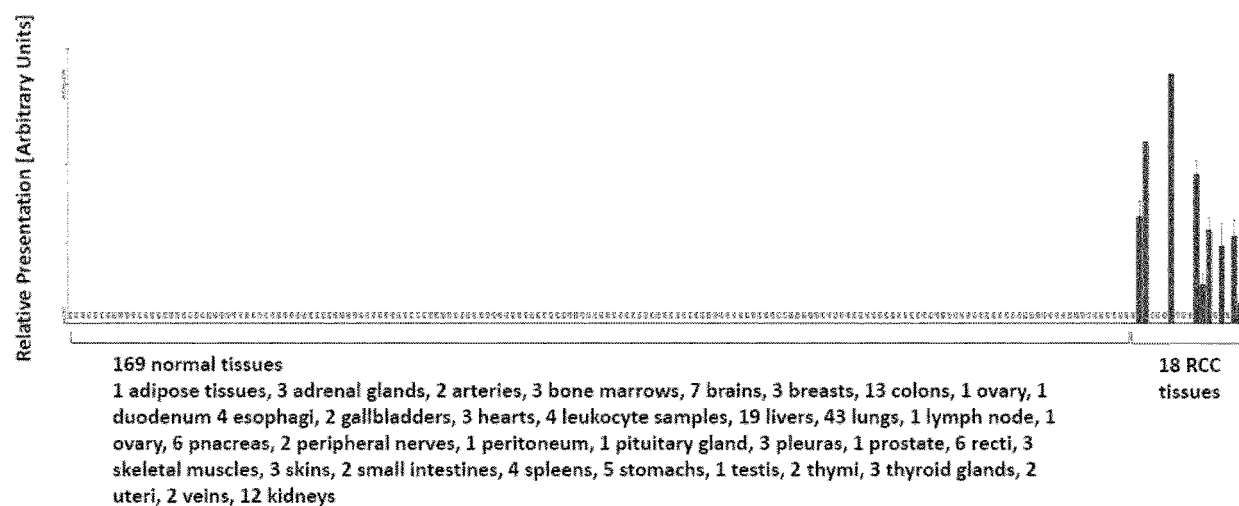 Relative Presentation [Arbitrary Units]
169 normal tissues
1 adipose tissues, 3 adrenal glands, 2 arteries, 3 bone marrows, 7 brains, 3 breasts, 13 colons, 1 ovary, 1
duodenum 4 esophagi, 2 gallbladders, 3 hearts, 4 leukocyte samples, 19 livers, 43 lungs, 1 lymph node, 1
ovary, 6 pnacreas, 2 peripheral nerves, 1 peritoneum, 1 pituitary gland, 3 pleuras, 1 prostate, 6 recti, 3
skeletal muscles, 3 skins, 2 small intestines, 4 spleens, 5 stomachs, 1 testis, 2 thymi, 3 thyroid glands, 2
uteri, 2 veins, 12 kidneys
18 RCC
tissues